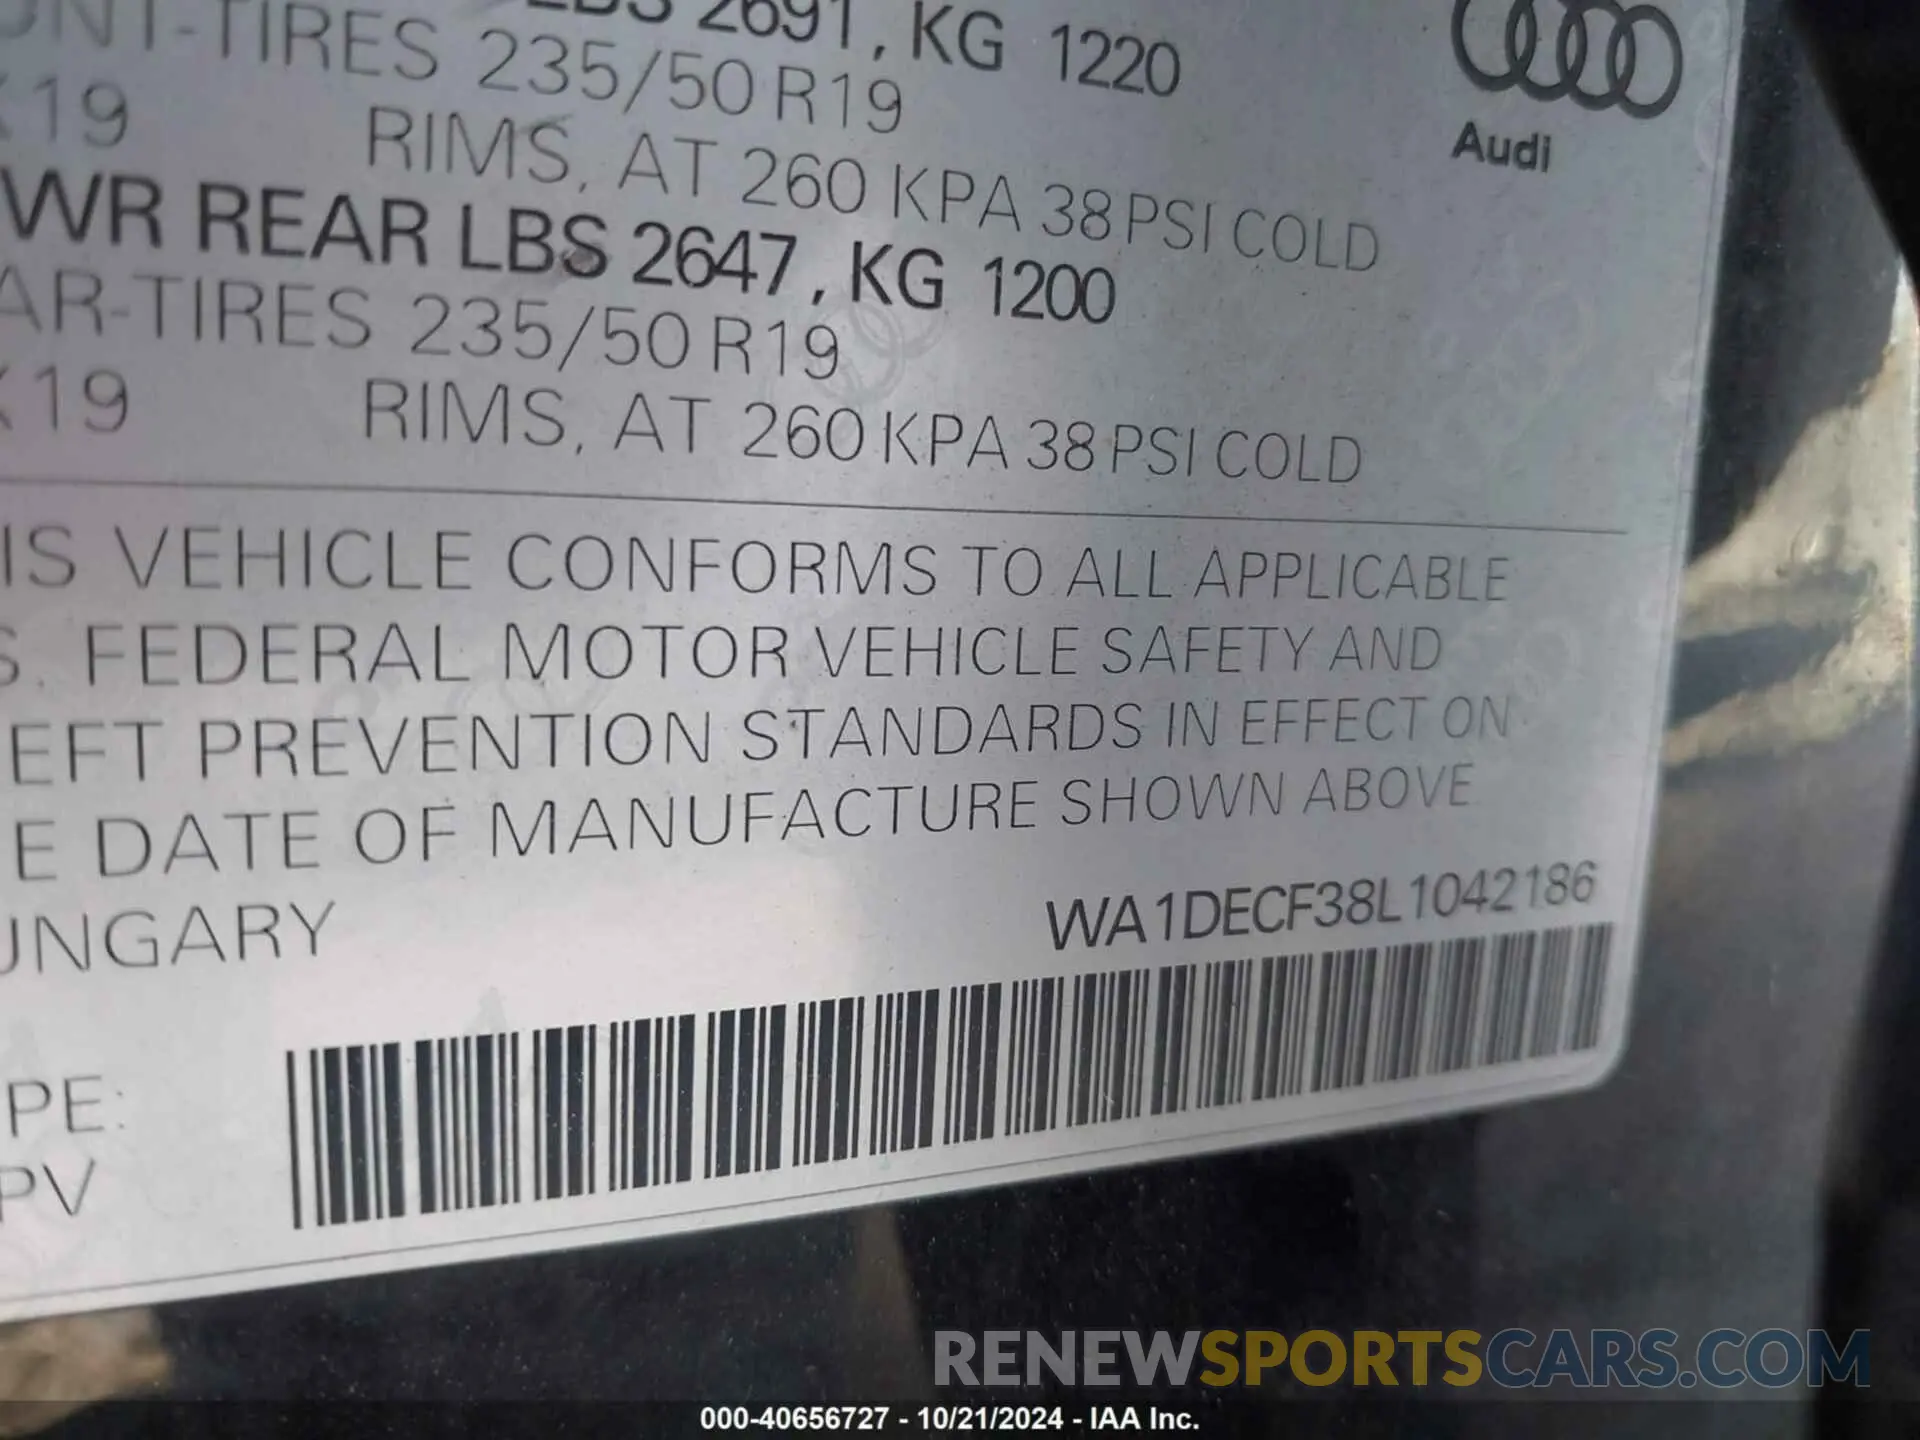 LBS 2691, KG 1220
ONT-TIRES 235/50 R19
19 RIMS, AT 260 KPA 38 PSI COLD
WR REAR LBS 2647, KG 1200
AR-TIRES 235/50 R19
19 RIMS, AT 260 KPA 38 PSI COLD
Audi
IS VEHICLE CONFORMS TO ALL APPLICABLE
S. FEDERAL MOTOR VEHICLE SAFETY AND
EFT PREVENTION STANDARDS IN EFFECT ON
E DATE OF MANUFACTURE SHOWN ABOVE
UNGARY
WA1DECF38L1042186
PE:
PV
RENEWSPORTSCARS.COM
000-40656727 - 10/21/2024 - IAA Inc.